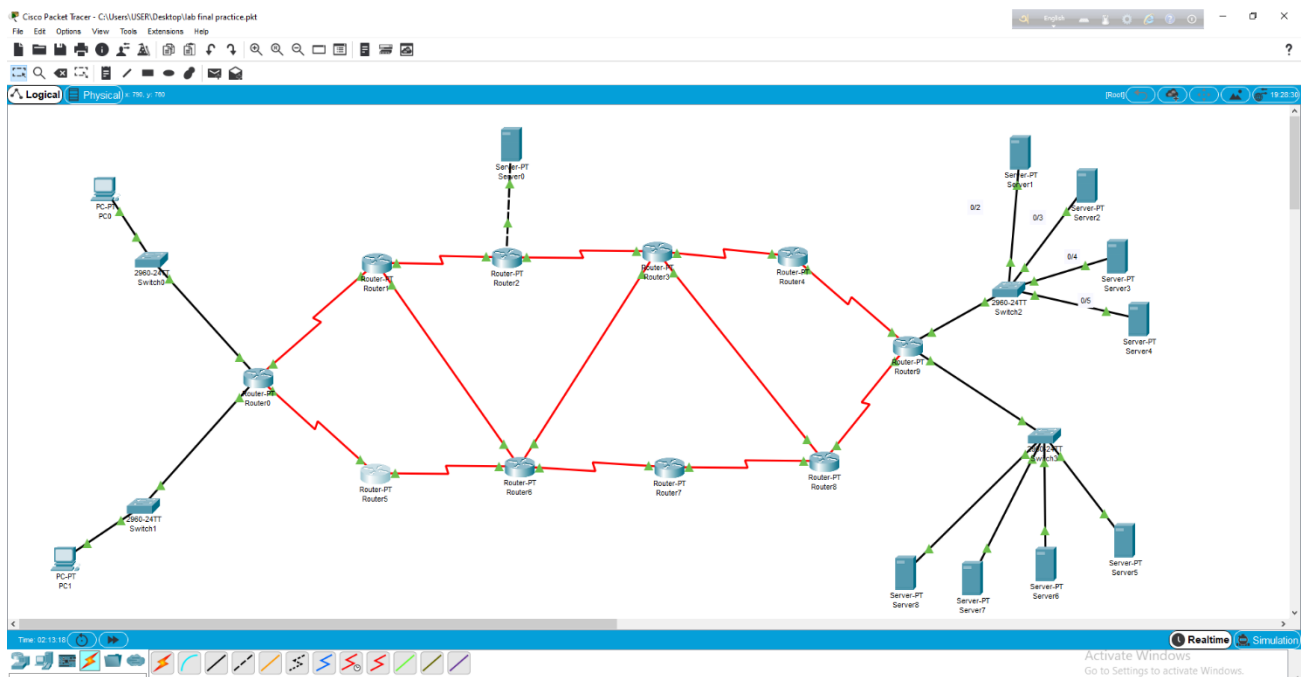 Cisco Packet Tracer - C:\Users\USER\Desktop\lab final practice.pkt
English
File Edit Options View Tools Extensions Help
?
Logical
Physical
x: 796, y: 760
[Root]
19:28:30
Server-PT
Server0
Server-PT
Server1
PC-PT
PC0
0/2
0/3
Server-PT
Server2
0/4
2960-24TT
Switch0
Router-PT
Router1
Router-PT
Router2
Router-PT
Router3
Router-PT
Router4
Server-PT
Server3
0/5
2960-24TT
Switch2
Server-PT
Server4
Router-PT
Router9
Router-PT
Router0
2960-24TT
Switch3
Router-PT
Router5
Router-PT
Router6
Router-PT
Router7
Router-PT
Router8
2960-24TT
Switch1
PC-PT
PC1
Server-PT
Server8
Server-PT
Server7
Server-PT
Server6
Server-PT
Server5
Time: 02:13:18
Realtime
Simulation
Activate Windows
Go to Settings to activate Windows.